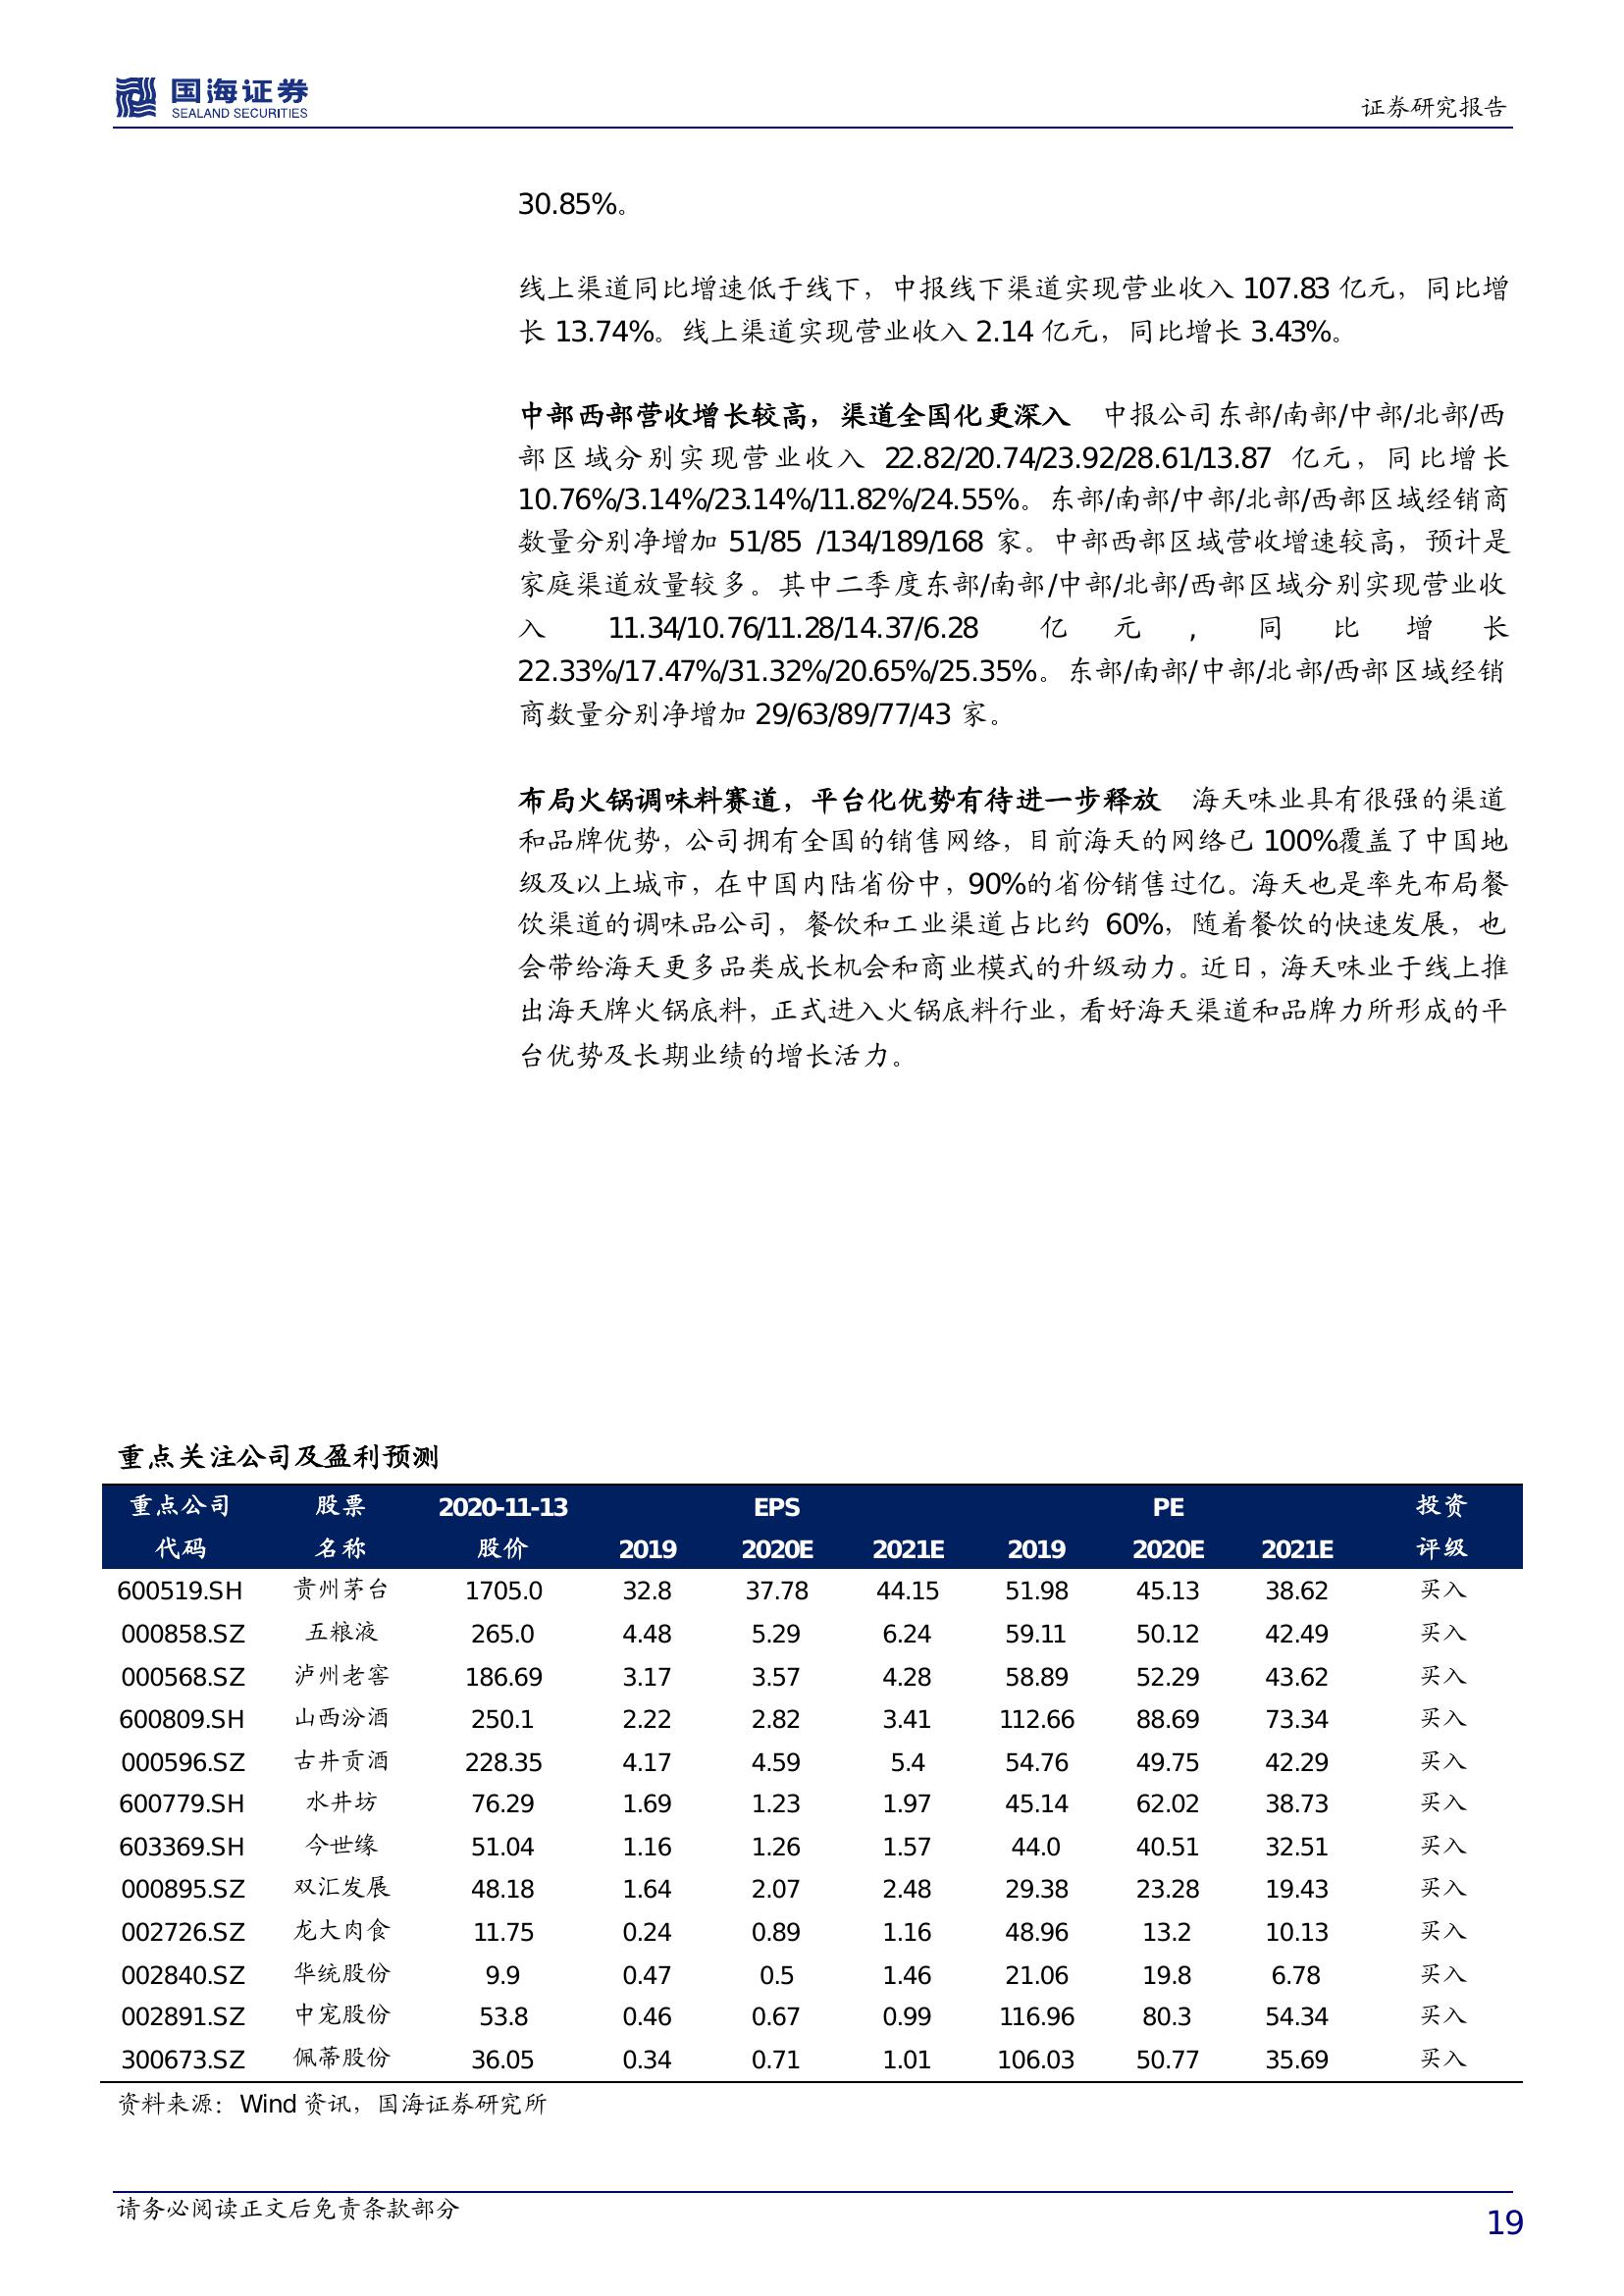 国海证券
SEALAND SECURITIES
证券研究报告
30.85%。
线上渠道同比增速低于线下，中报线下渠道实现营业收入 107.83 亿元，同比增
长 13.74%。线上渠道实现营业收入 2.14 亿元，同比增长 3.43%。
中部西部营收增长较高，渠道全国化更深入 中报公司东部/南部/中部/北部/西
部区域分别实现营业收入 22.82/20.74/23.92/28.61/13.87 亿元，同比增长
10.76%/3.14%/23.14%/11.82%/24.55%。东部/南部/中部/北部/西部区域经销商
数量分别净增加 51/85 /134/189/168 家。中部西部区域营收增速较高，预计是
家庭渠道放量较多。其中二季度东部/南部/中部/北部/西部区域分别实现营业收
入 11.34/10.76/11.28/14.37/6.28 亿元，同比增长
22.33%/17.47%/31.32%/20.65%/25.35%。东部/南部/中部/北部/西部区域经销
商数量分别净增加 29/63/89/77/43 家。
布局火锅调味料赛道，平台化优势有待进一步释放 海天味业具有很强的渠道
和品牌优势，公司拥有全国的销售网络，目前海天的网络已 100%覆盖了中国地
级及以上城市，在中国内陆省份中，90%的省份销售过亿。海天也是率先布局餐
饮渠道的调味品公司，餐饮和工业渠道占比约 60%，随着餐饮的快速发展，也
会带给海天更多品类成长机会和商业模式的升级动力。近日，海天味业于线上推
出海天牌火锅底料，正式进入火锅底料行业，看好海天渠道和品牌力所形成的平
台优势及长期业绩的增长活力。
重点关注公司及盈利预测
重点公司 股票 2020-11-13 EPS PE 投资
代码 名称 股价 2019 2020E 2021E 2019 2020E 2021E 评级
600519.SH 贵州茅台 1705.0 32.8 37.78 44.15 51.98 45.13 38.62 买入
000858.SZ 五粮液 265.0 4.48 5.29 6.24 59.11 50.12 42.49 买入
000568.SZ 泸州老窖 186.69 3.17 3.57 4.28 58.89 52.29 43.62 买入
600809.SH 山西汾酒 250.1 2.22 2.82 3.41 112.66 88.69 73.34 买入
000596.SZ 古井贡酒 228.35 4.17 4.59 5.4 54.76 49.75 42.29 买入
600779.SH 水井坊 76.29 1.69 1.23 1.97 45.14 62.02 38.73 买入
603369.SH 今世缘 51.04 1.16 1.26 1.57 44.0 40.51 32.51 买入
000895.SZ 双汇发展 48.18 1.64 2.07 2.48 29.38 23.28 19.43 买入
002726.SZ 龙大肉食 11.75 0.24 0.89 1.16 48.96 13.2 10.13 买入
002840.SZ 华统股份 9.9 0.47 0.5 1.46 21.06 19.8 6.78 买入
002891.SZ 中宠股份 53.8 0.46 0.67 0.99 116.96 80.3 54.34 买入
300673.SZ 佩蒂股份 36.05 0.34 0.71 1.01 106.03 50.77 35.69 买入
资料来源：Wind 资讯，国海证券研究所
请务必阅读正文后免责条款部分
19